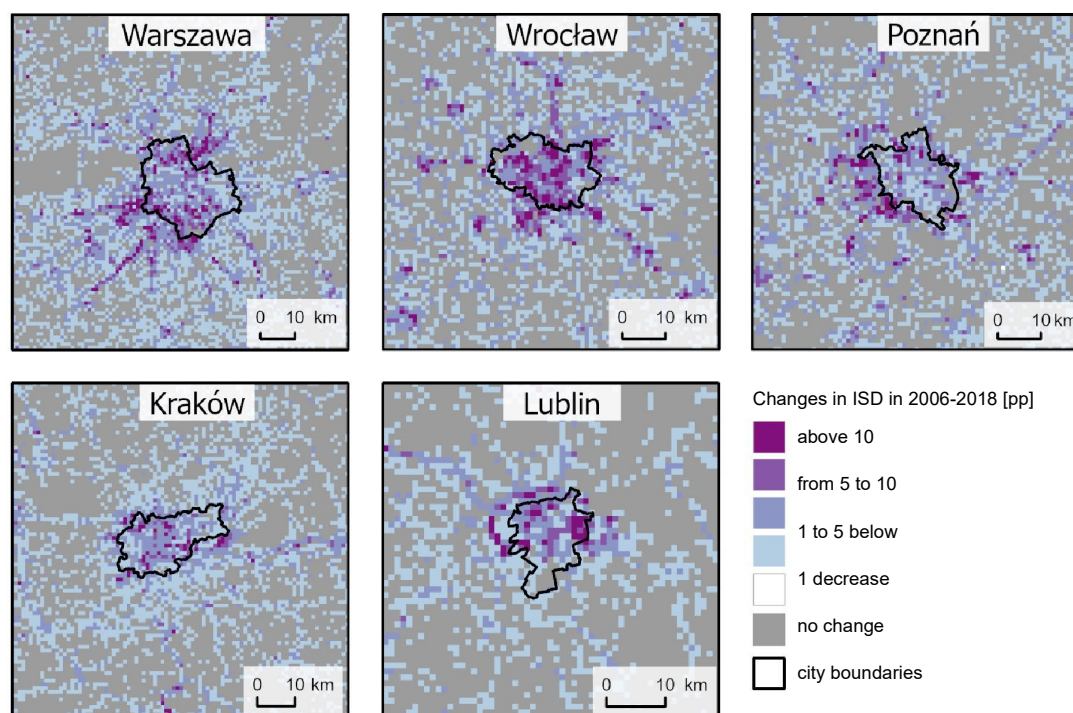 Warszawa
0 10 km
Wrocław
0 10 km
Poznań
0 10 km
Kraków
0 10 km
Lublin
0 10 km
Changes in ISD in 2006-2018 [pp]
above 10
from 5 to 10
1 to 5 below
1 decrease
no change
city boundaries